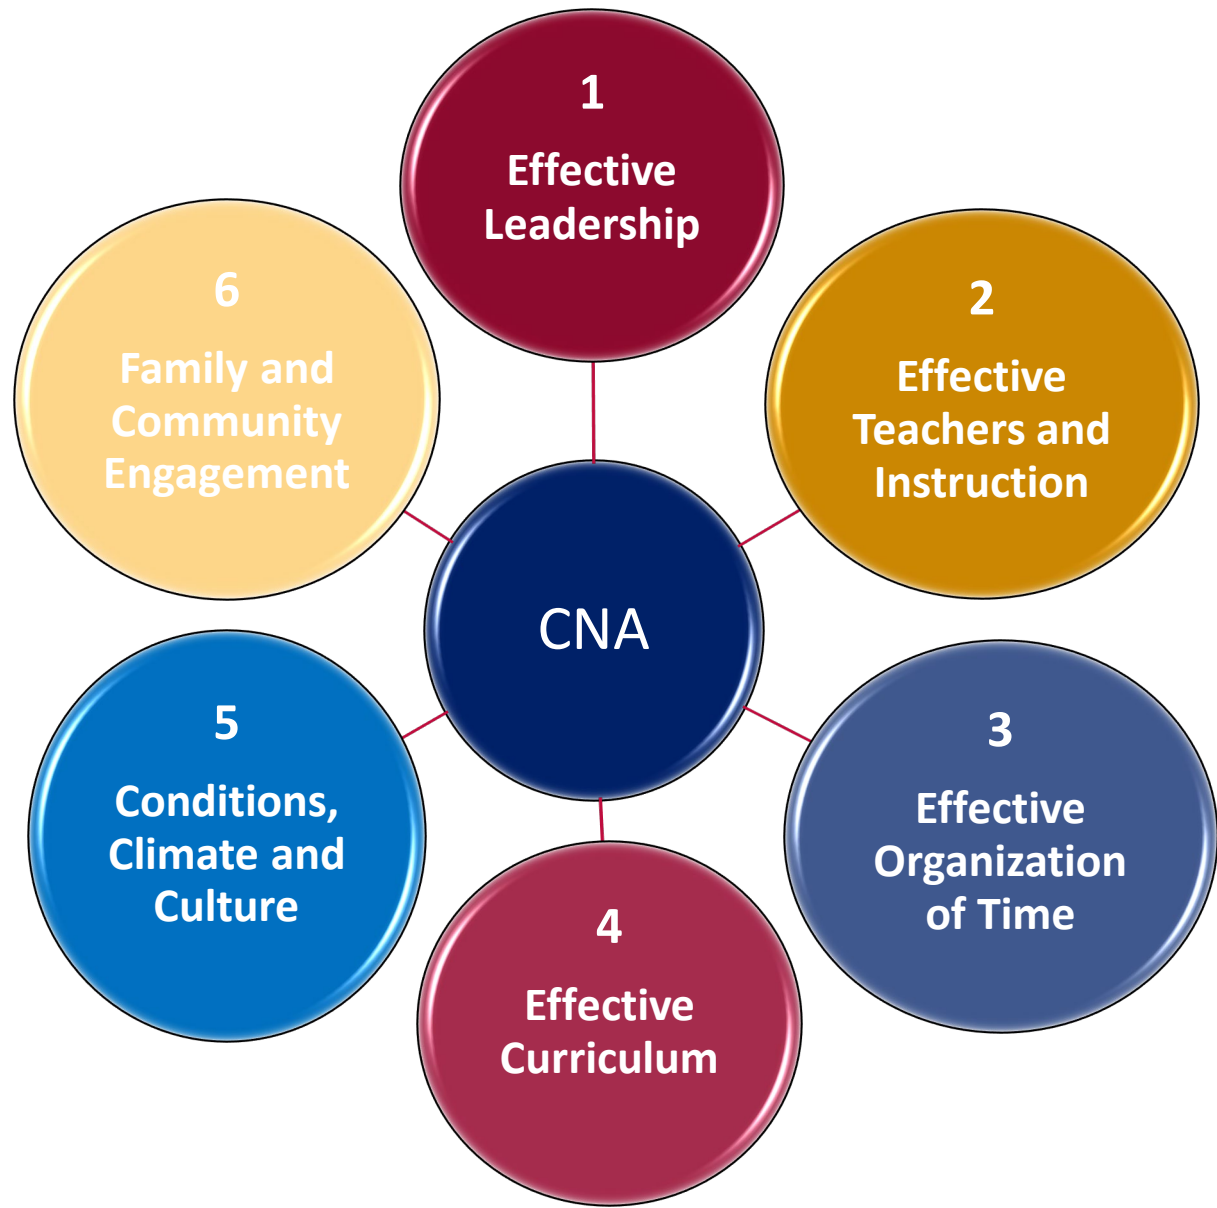 1
Effective
Leadership
2
Effective
Teachers and
Instruction
3
Effective
Organization
of Time
4
Effective
Curriculum
5
Conditions,
Climate and
Culture
6
Family and
Community
Engagement
CNA